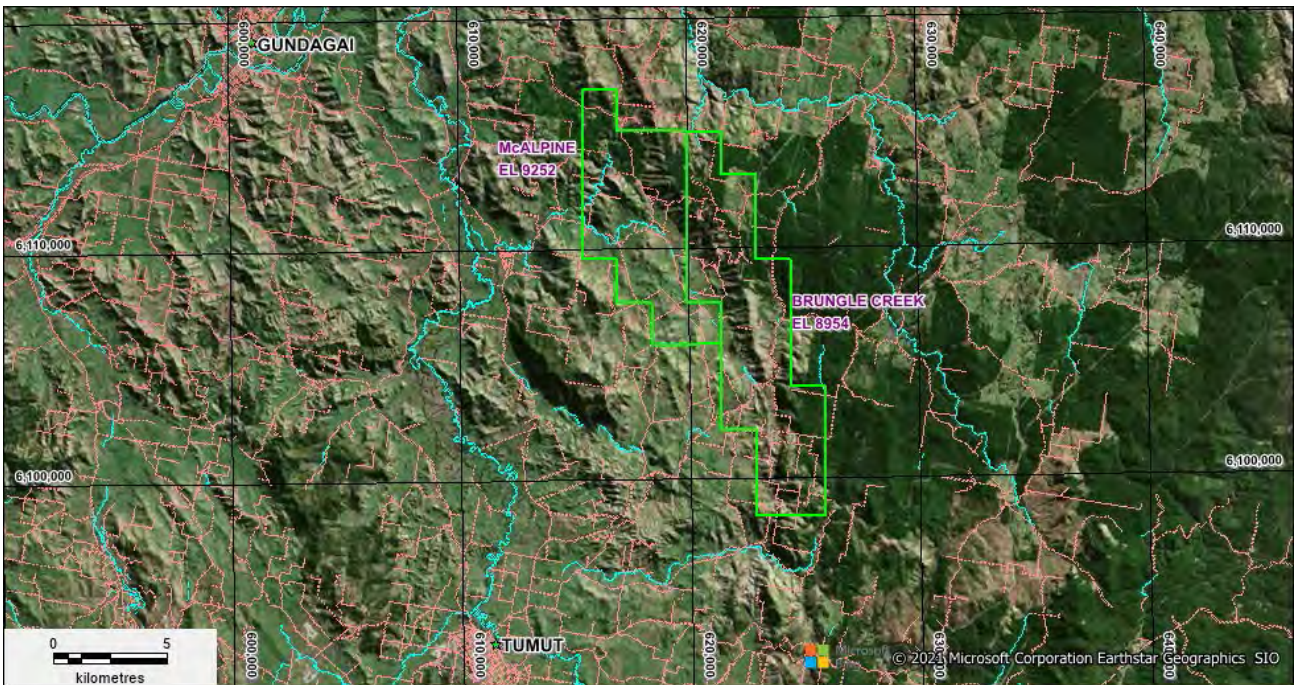 600,000
610,000
620,000
630,000
640,000
GUNDAGAI
McALPINE
EL 9252
6,110,000
6,110,000
BRUNGLE CREEK
EL 8954
6,100,000
6,100,000
600,000
610,000
620,000
630,000
640,000
TUMUT
0 5
kilometres
Microsoft
© 2021 Microsoft Corporation Earthstar Geographics SIO